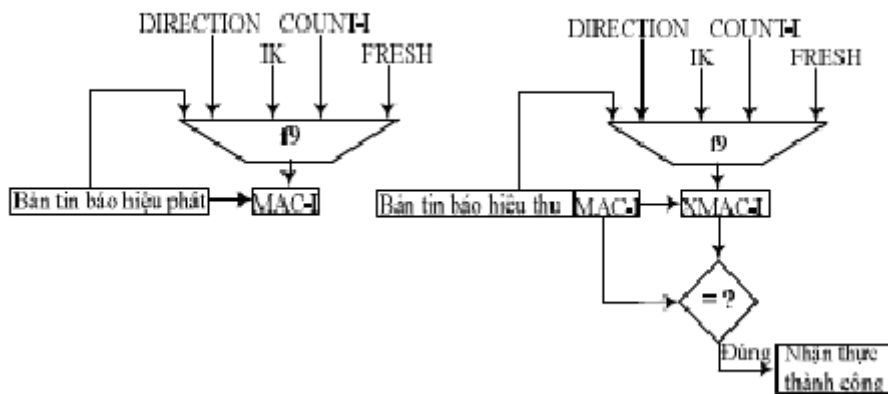 DIRECTION COUNT-I
IK FRESH
f9
Bản tin báo hiệu phát
MAC-I
DIRECTION COUNT-I
IK FRESH
f9
Bản tin báo hiệu thu
MAC-I
XMAC-I
= ?
Đúng
Nhận thực
thành công